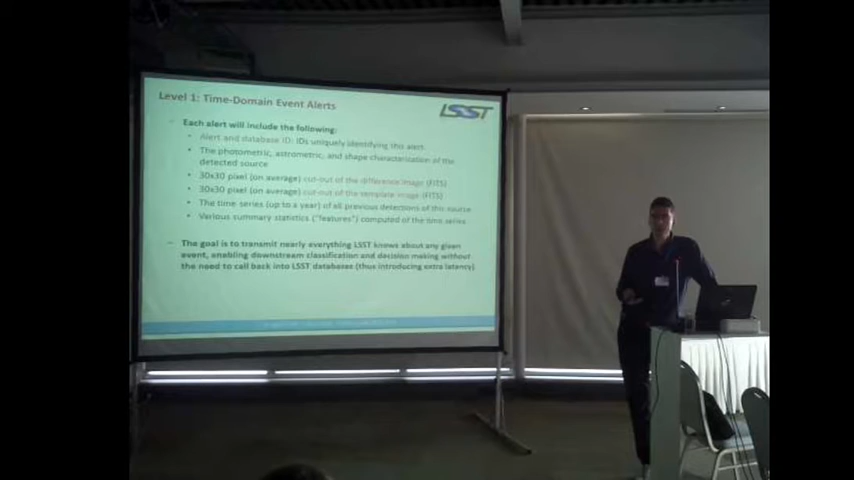 Level 1: Time-Domain Event Alerts
LSST
– Each alert will include the following:
• Alert and database ID: IDs uniquely identifying this alert.
• The photometric, astrometric, and shape characterization of the
detected source
• 30x30 pixel (on average) cut-out of the difference image (FITS)
• 30x30 pixel (on average) cut-out of the template image (FITS)
• The time series (up to a year) of all previous detections of this source
• Various summary statistics ("features") computed of the time series
– The goal is to transmit nearly everything LSST knows about any given
event, enabling downstream classification and decision making without
the need to call back into LSST databases (thus introducing extra latency)